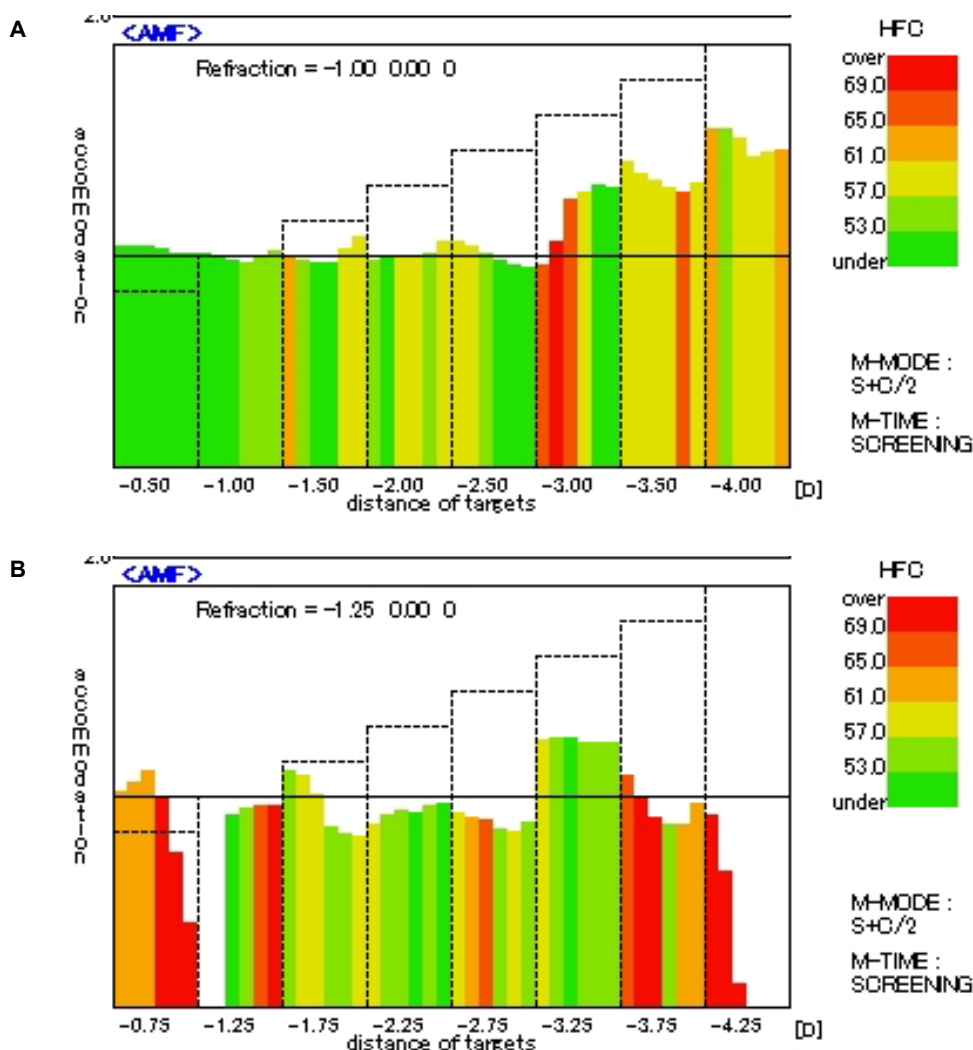 A
2.0
<AMF>
HFC
Refraction = -1.00 0.00 0
over
69.0
65.0
61.0
57.0
53.0
under
accommodation
M-MODE :
S+C/2
M-TIME :
SCREENING
-0.50 -1.00 -1.50 -2.00 -2.50 -3.00 -3.50 -4.00 [D]
distance of targets
B
2.0
<AMF>
HFC
Refraction = -1.25 0.00 0
over
69.0
65.0
61.0
57.0
53.0
under
accommodation
M-MODE :
S+C/2
M-TIME :
SCREENING
-0.75 -1.25 -1.75 -2.25 -2.75 -3.25 -3.75 -4.25 [D]
distance of targets